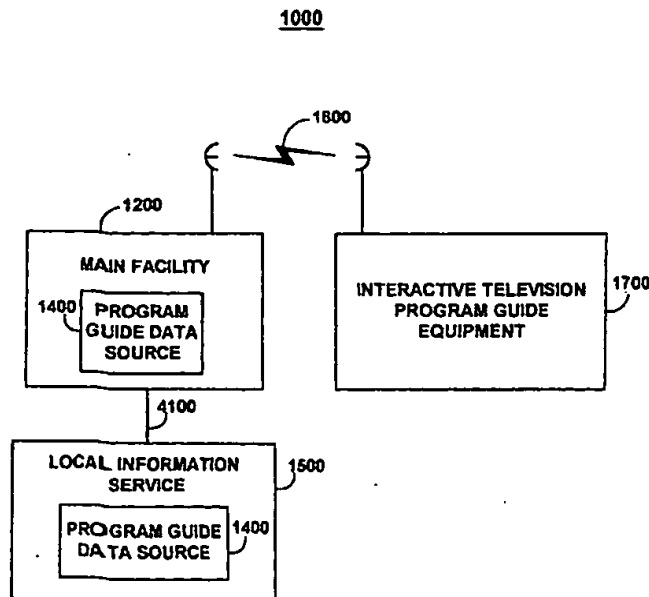 1000
1800
1200
MAIN FACILITY
1400
PROGRAM
GUIDE DATA
SOURCE
INTERACTIVE TELEVISION
PROGRAM GUIDE
EQUIPMENT
1700
4100
LOCAL INFORMATION
SERVICE
1500
PROGRAM GUIDE
DATA SOURCE
1400